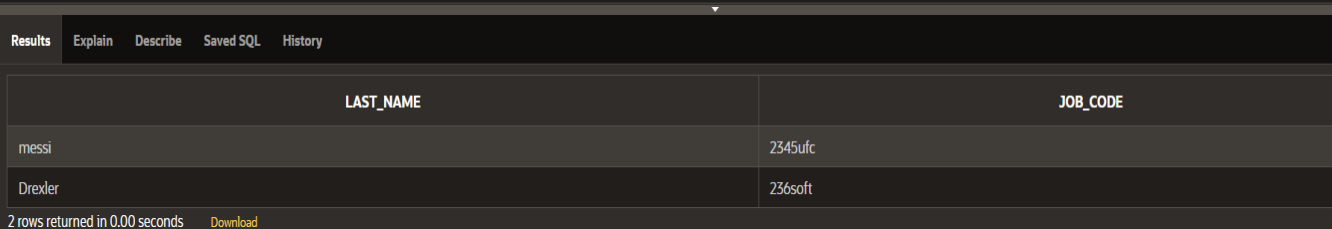 Results Explain Describe Saved SQL History
LAST_NAME JOB_CODE
messi 2345ufc
Drexler 236soft
2 rows returned in 0.00 seconds Download